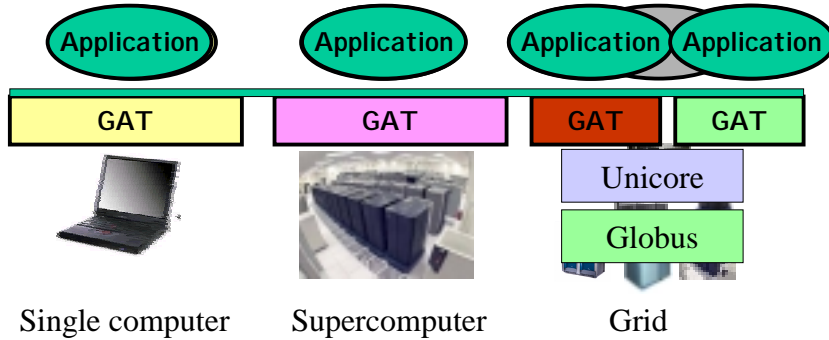 Application Application Application Application
GAT GAT GAT GAT
Unicore
Globus
Single computer Supercomputer Grid